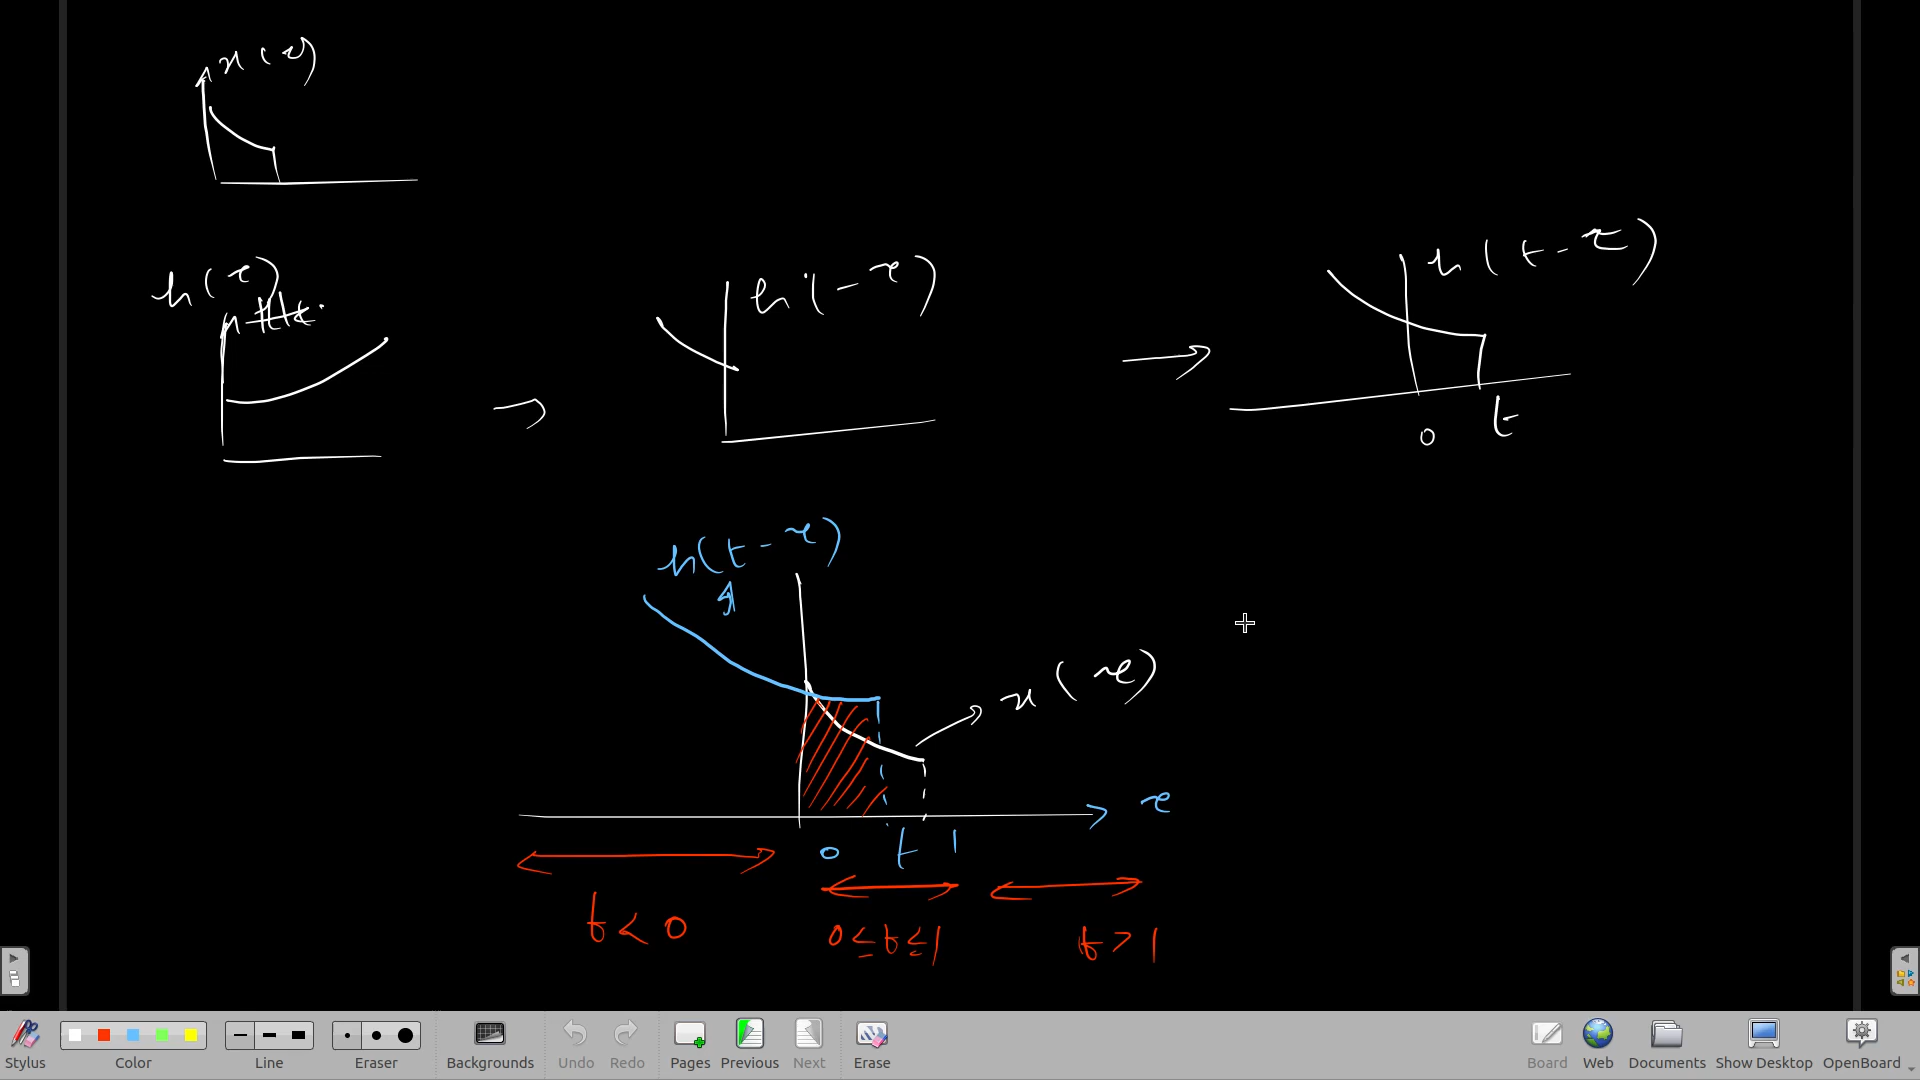 x(τ)
h(τ)
h(-τ)
h(t-τ)
0
t
h(t-τ)
x(τ)
τ
0 t 1
t < 0
0 ≤ t ≤ 1
t > 1
Stylus
Color
Line
Eraser
Backgrounds
Undo
Redo
Pages
Previous
Next
Erase
Board
Web
Documents
Show Desktop
OpenBoard